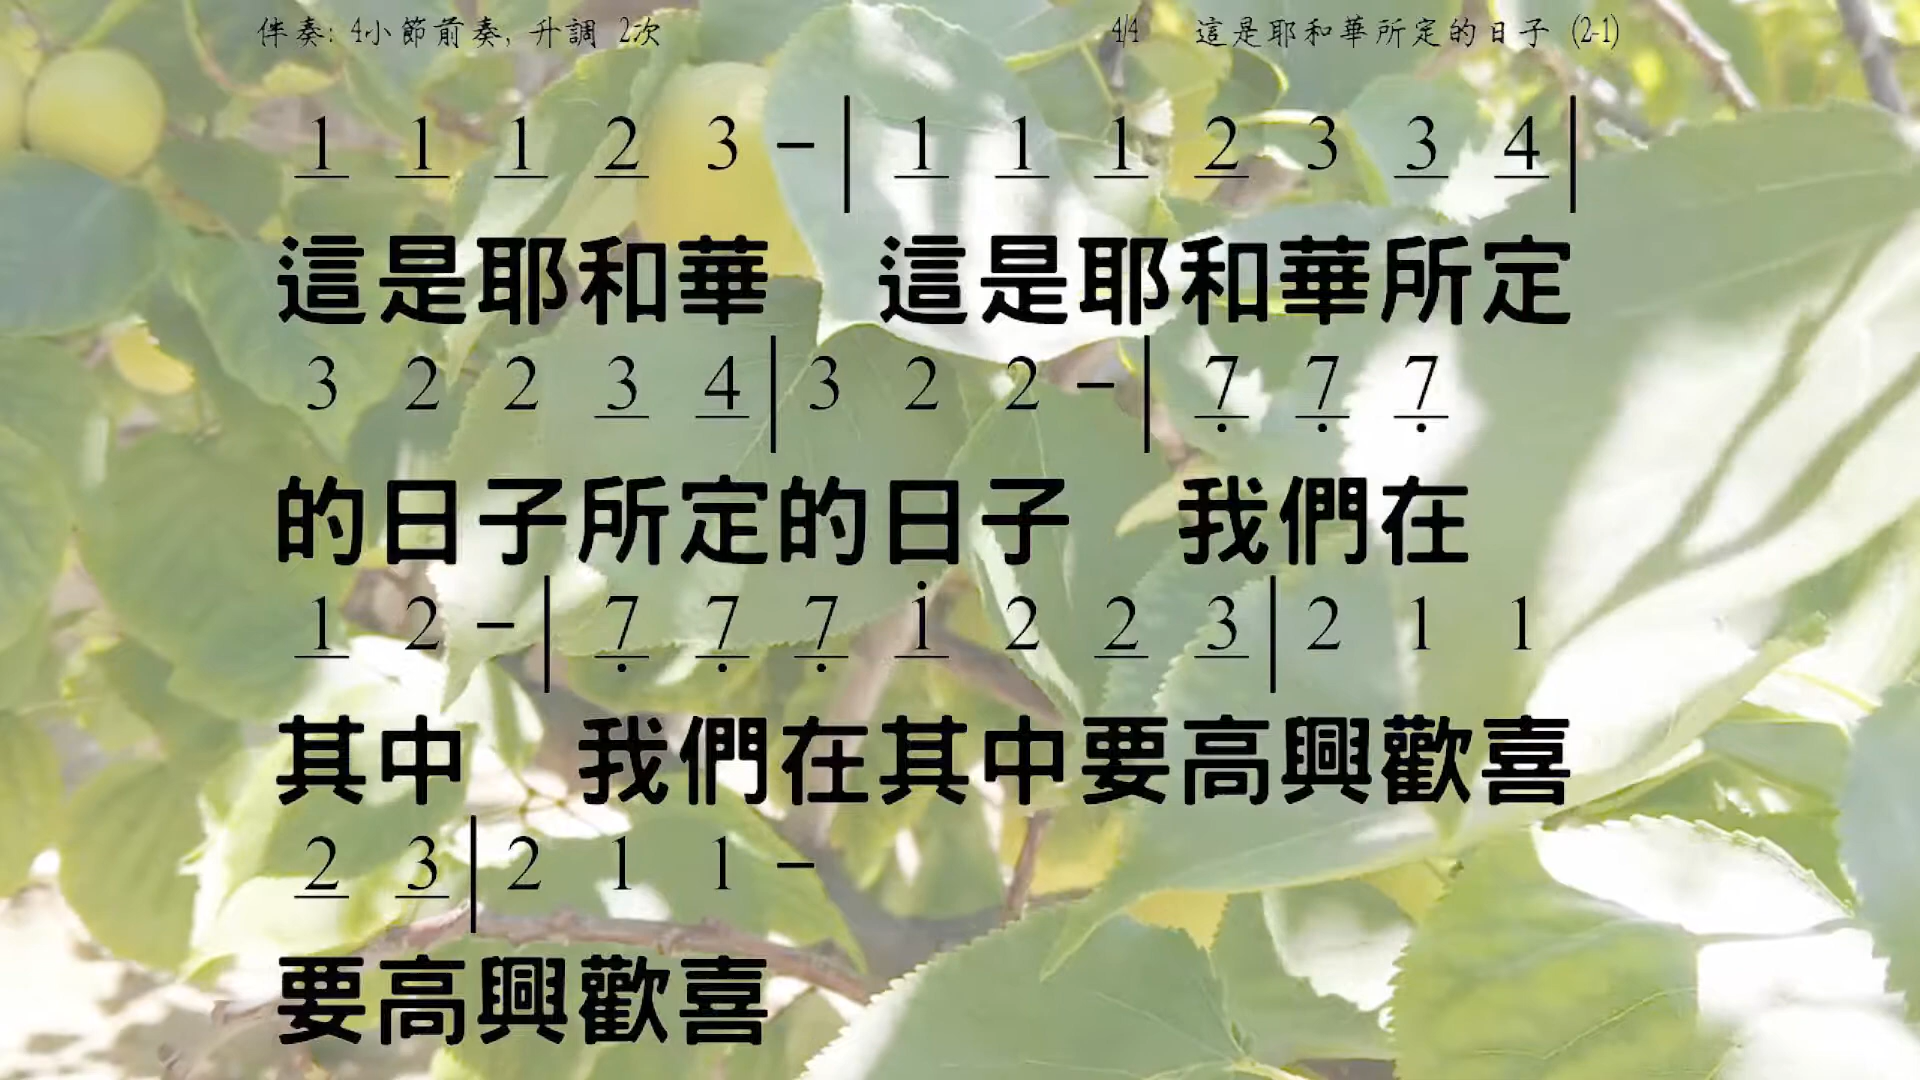 伴奏: 4小節前奏, 升調 2次 4/4 這是耶和華所定的日子 (2-1)
1 1 1 2 3 – | 1 1 1 2 3 3 4 |
這是耶和華 這是耶和華所定
3 2 2 3 4 | 3 2 2 – | 7 7 7
的日子所定的日子 我們在
1 2 – | 7 7 7 i 2 2 3 | 2 1 1
其中 我們在其中要高興歡喜
2 3 | 2 1 1 –
要高興歡喜